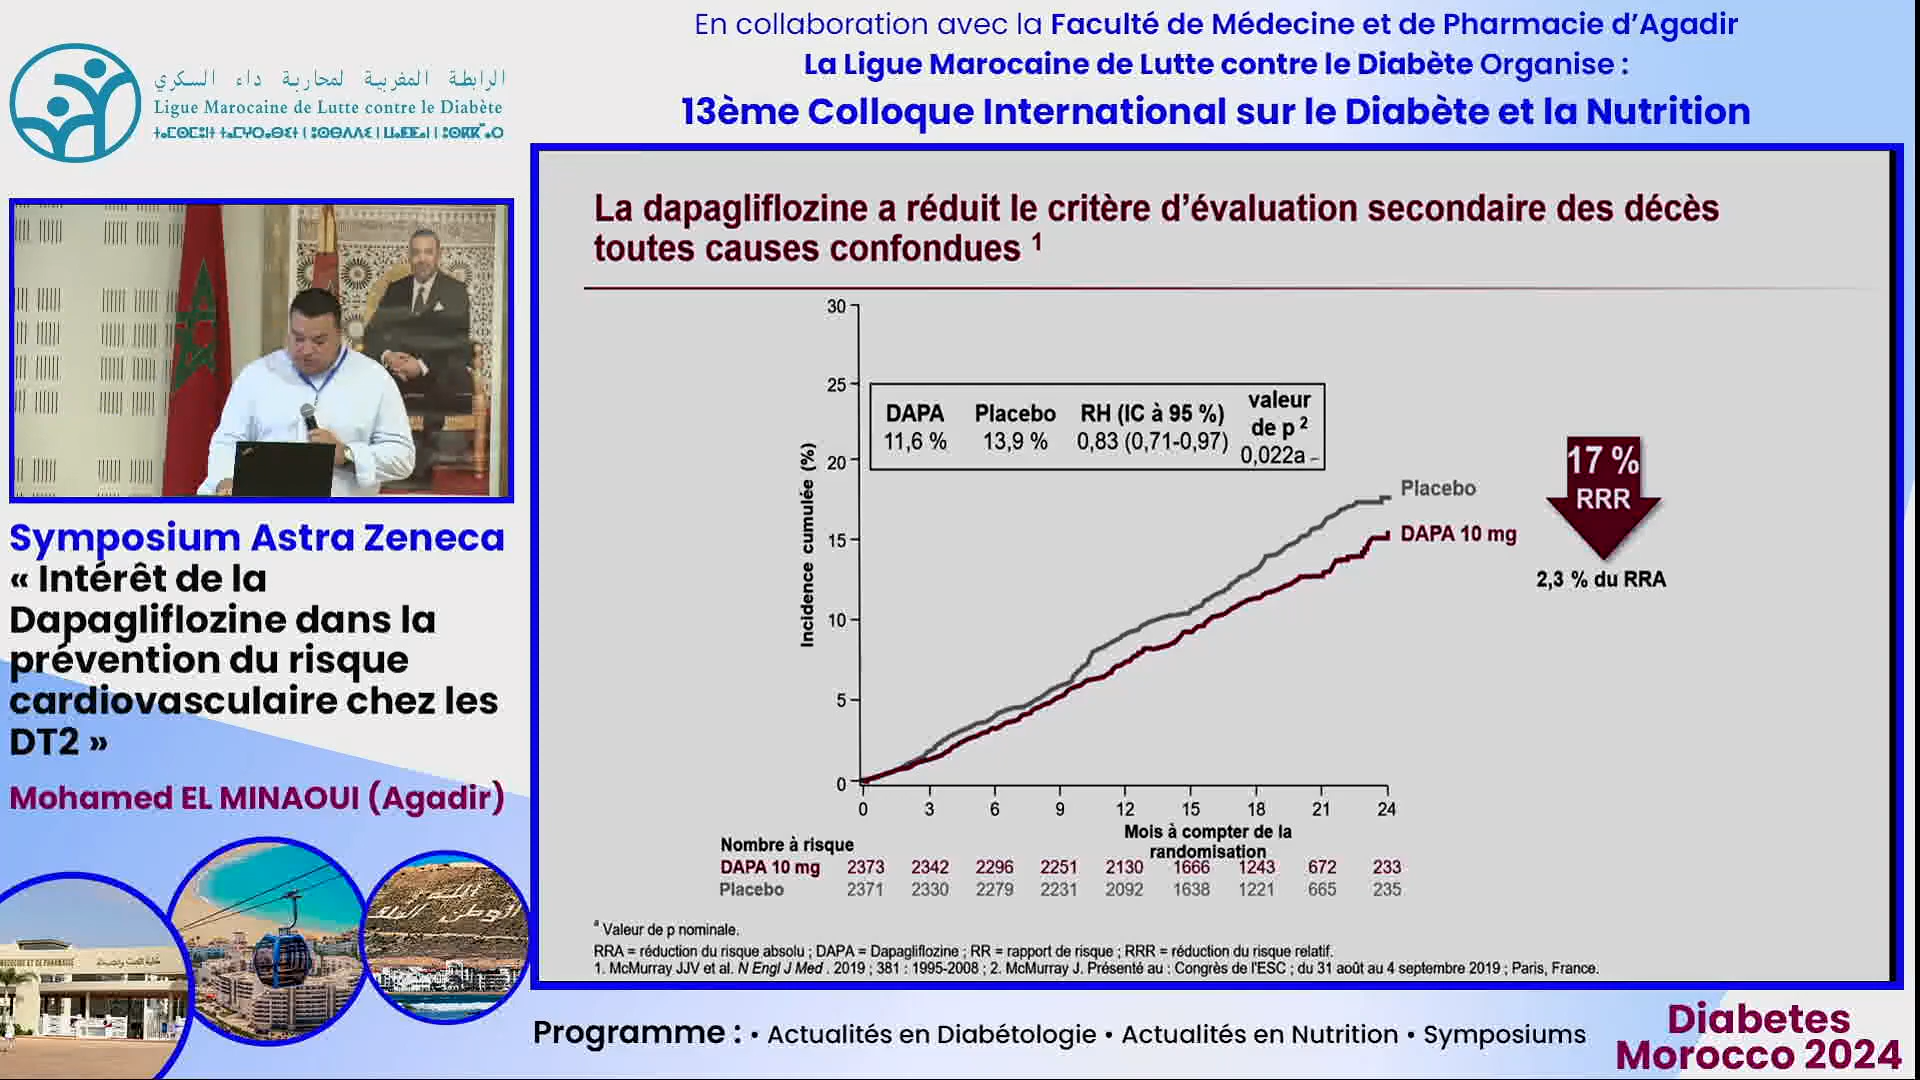 En collaboration avec la Faculté de Médecine et de Pharmacie d'Agadir
La Ligue Marocaine de Lutte contre le Diabète Organise :
13ème Colloque International sur le Diabète et la Nutrition
الرابطة المغربية لمحاربة داء السكري
Ligue Marocaine de Lutte contre le Diabète
Symposium Astra Zeneca
« Intérêt de la
Dapagliflozine dans la
prévention du risque
cardiovasculaire chez les
DT2 »
Mohamed EL MINAOUI (Agadir)
La dapagliflozine a réduit le critère d'évaluation secondaire des décès
toutes causes confondues ¹
Incidence cumulée (%)
30
25
20
15
10
5
0
DAPA Placebo RH (IC à 95 %) valeur de p ²
11,6 % 13,9 % 0,83 (0,71-0,97) 0,022a –
Placebo
DAPA 10 mg
17 %
RRR
2,3 % du RRA
0 3 6 9 12 15 18 21 24
Mois à compter de la
randomisation
Nombre à risque
DAPA 10 mg 2373 2342 2296 2251 2130 1666 1243 672 233
Placebo 2371 2330 2279 2231 2092 1638 1221 665 235
ª Valeur de p nominale.
RRA = réduction du risque absolu ; DAPA = Dapagliflozine ; RR = rapport de risque ; RRR = réduction du risque relatif.
1. McMurray JJV et al. N Engl J Med . 2019 ; 381 : 1995-2008 ; 2. McMurray J. Présenté au : Congrès de l'ESC ; du 31 août au 4 septembre 2019 ; Paris, France.
الله
الوطن الملك
Programme : • Actualités en Diabétologie • Actualités en Nutrition • Symposiums
Diabetes
Morocco 2024